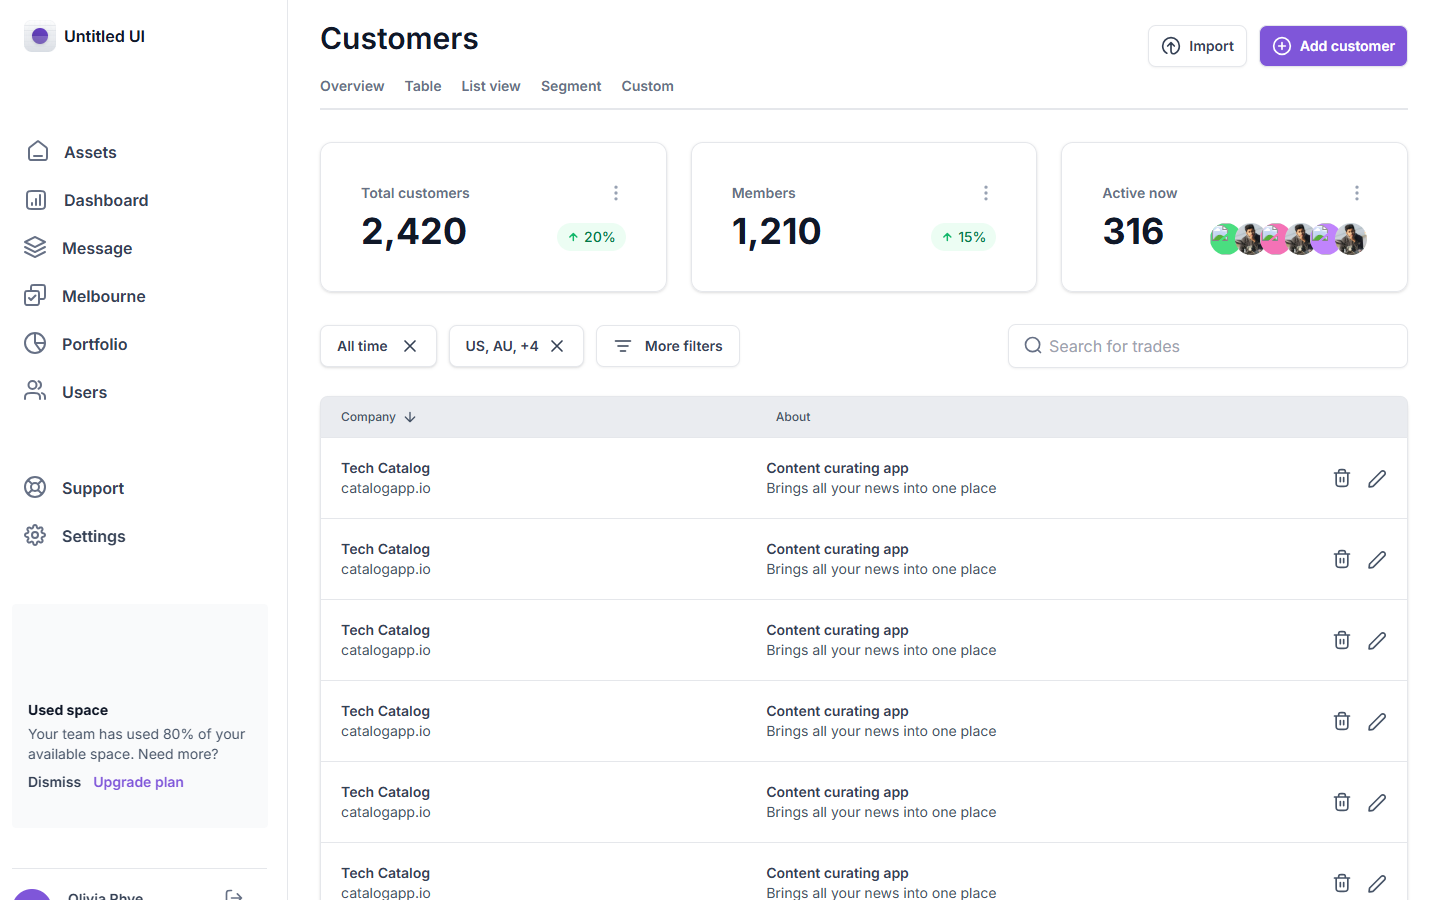 Untitled UI
Assets
Dashboard
Message
Melbourne
Portfolio
Users
Support
Settings
Used space
Your team has used 80% of your
available space. Need more?
Dismiss Upgrade plan
Olivia Rhye
Customers
Import
Add customer
Overview Table List view Segment Custom
Total customers
2,420
20%
Members
1,210
15%
Active now
316
All time
US, AU, +4
More filters
Search for trades
Company About
Tech Catalog
catalogapp.io
Content curating app
Brings all your news into one place
Tech Catalog
catalogapp.io
Content curating app
Brings all your news into one place
Tech Catalog
catalogapp.io
Content curating app
Brings all your news into one place
Tech Catalog
catalogapp.io
Content curating app
Brings all your news into one place
Tech Catalog
catalogapp.io
Content curating app
Brings all your news into one place
Tech Catalog
catalogapp.io
Content curating app
Brings all your news into one place